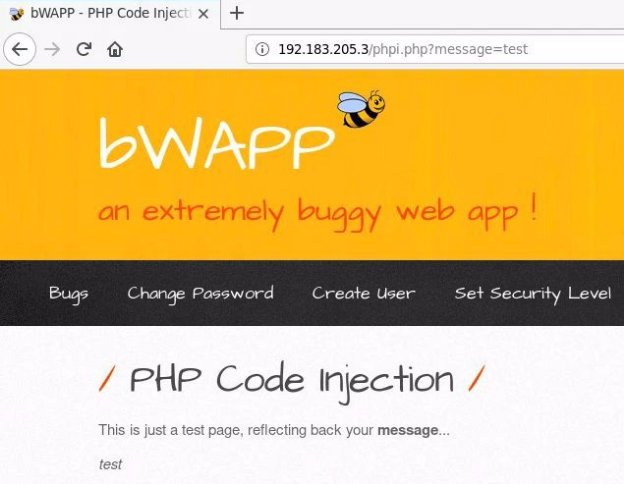 bWAPP - PHP Code Inject
192.183.205.3/phpi.php?message=test
bWAPP
an extremely buggy web app !
Bugs Change Password Create User Set Security Level
/ PHP Code Injection /
This is just a test page, reflecting back your message...
test